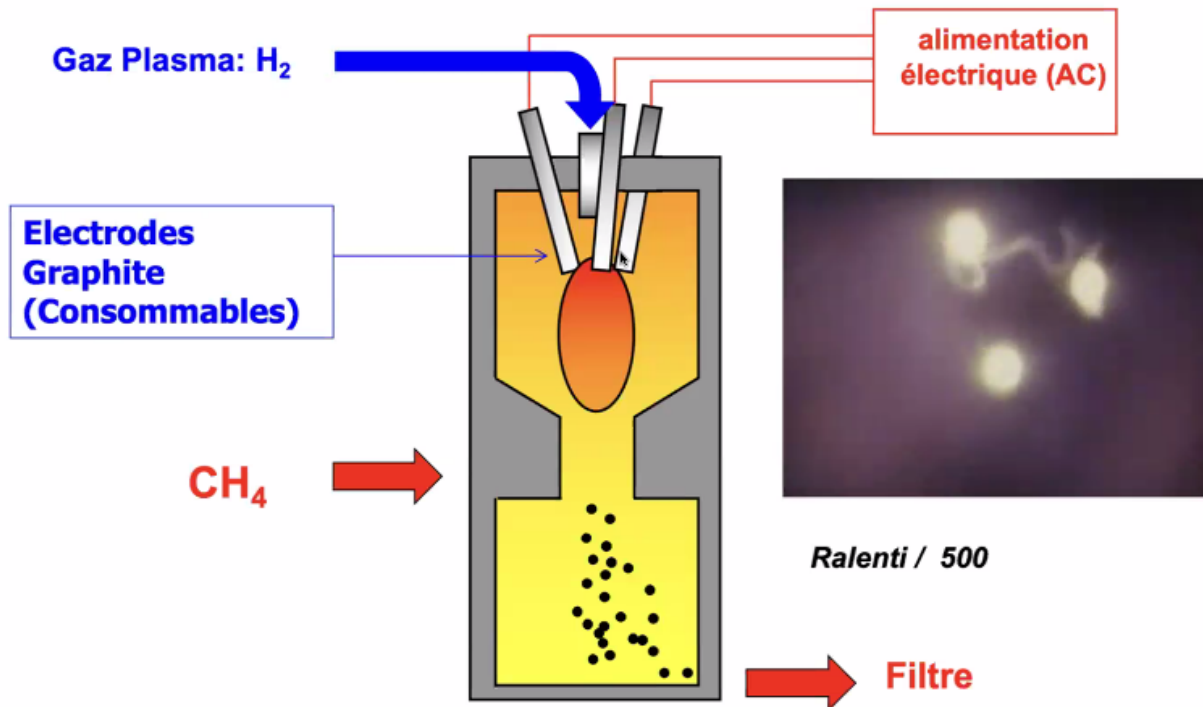 Gaz Plasma: H₂
alimentation
électrique (AC)
Electrodes
Graphite
(Consommables)
CH₄
Ralenti / 500
Filtre